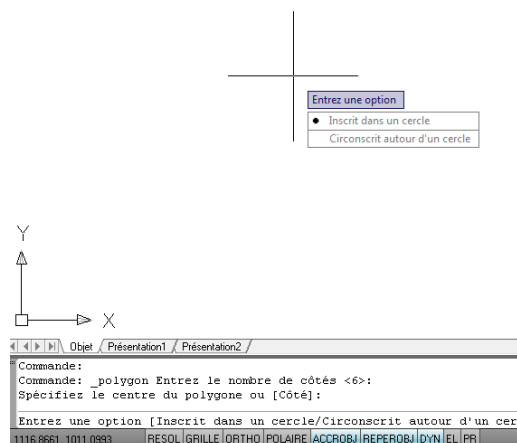 Entrez une option
Inscrit dans un cercle
Circonscrit autour d'un cercle
Y
X
Objet / Présentation1 / Présentation2 /
Commande:
Commande: _polygon Entrez le nombre de côtés <6>:
Spécifiez le centre du polygone ou [Côté]:
Entrez une option [Inscrit dans un cercle/Circonscrit autour d'un cer
1116.8661, 1011.0993 RESOL GRILLE ORTHO POLAIRE ACCROBJ REPEROBJ DYN EL PR